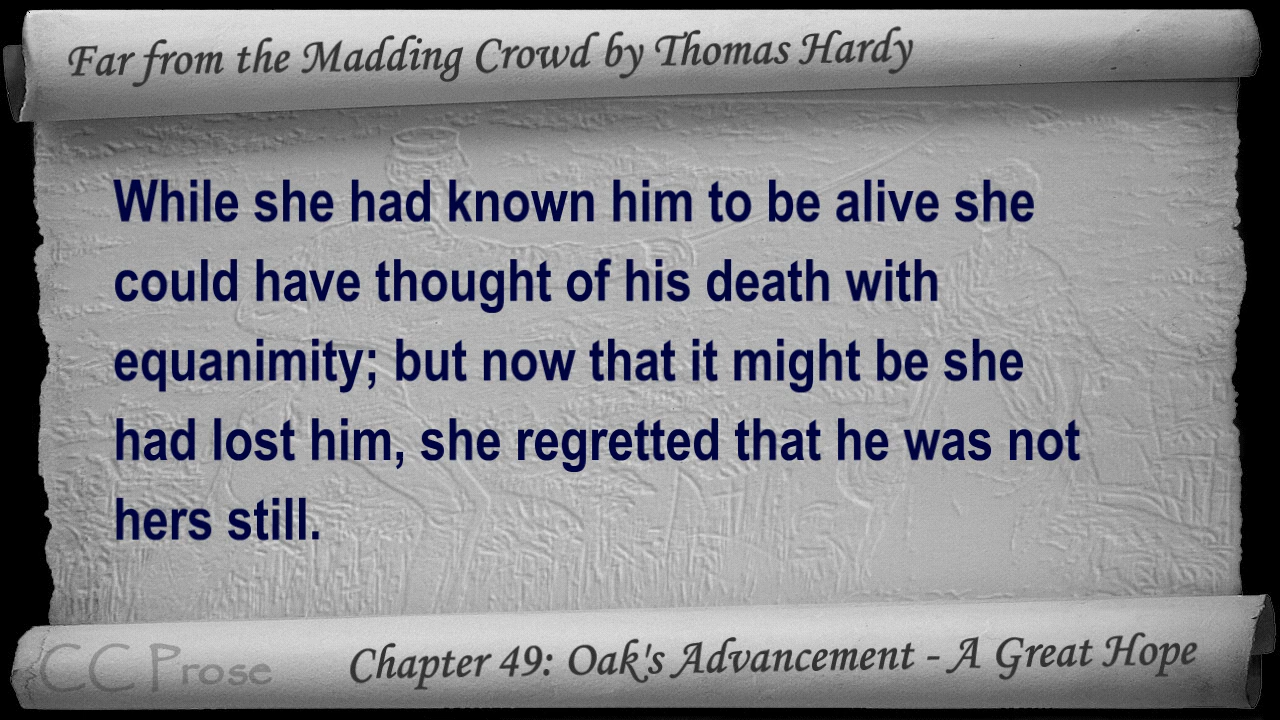 Far from the Madding Crowd by Thomas Hardy
While she had known him to be alive she
could have thought of his death with
equanimity; but now that it might be she
had lost him, she regretted that he was not
hers still.
CC Prose
Chapter 49: Oak's Advancement - A Great Hope